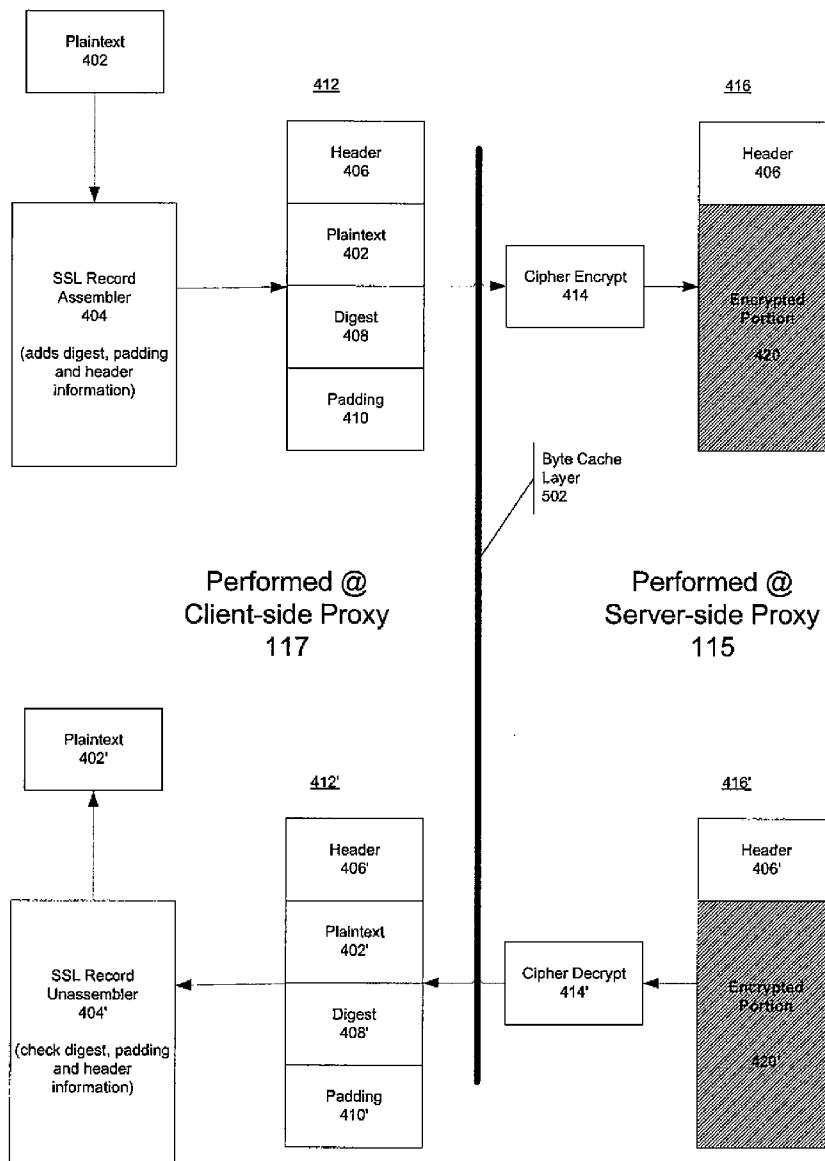 Plaintext
402
412
416
Header
406
Header
406
SSL Record
Assembler
404
(adds digest, padding
and header
information)
Plaintext
402
Cipher Encrypt
414
Encrypted
Portion
420
Digest
408
Padding
410
Byte Cache
Layer
502
Performed @
Client-side Proxy
117
Performed @
Server-side Proxy
115
Plaintext
402'
412'
416'
Header
406'
Header
406'
SSL Record
Unassembler
404'
(check digest, padding
and header
information)
Plaintext
402'
Cipher Decrypt
414'
Encrypted
Portion
420'
Digest
408'
Padding
410'